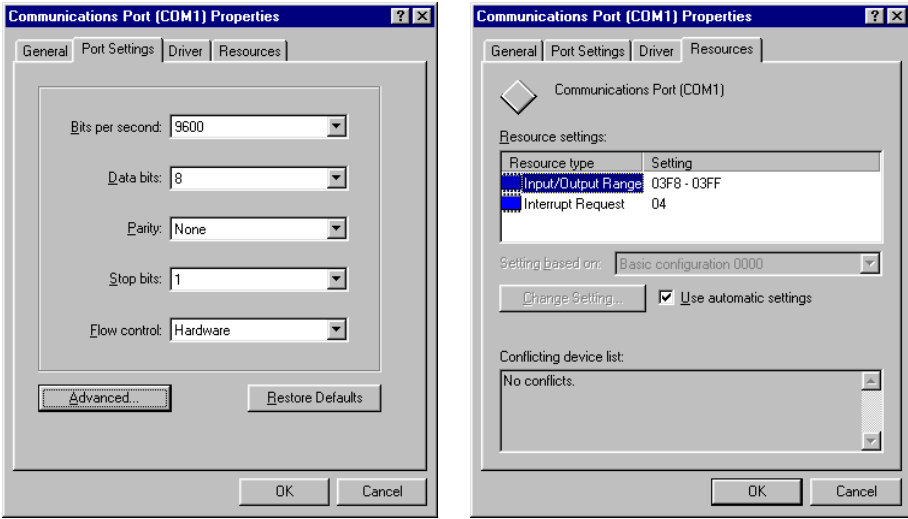 Communications Port (COM1) Properties
General Port Settings Driver Resources
Bits per second: 9600
Data bits: 8
Parity: None
Stop bits: 1
Flow control: Hardware
Advanced... Restore Defaults
OK Cancel
Communications Port (COM1) Properties
General Port Settings Driver Resources
Communications Port (COM1)
Resource settings:
Resource type Setting
Input/Output Range 03F8 - 03FF
Interrupt Request 04
Setting based on: Basic configuration 0000
Change Setting... Use automatic settings
Conflicting device list:
No conflicts.
OK Cancel